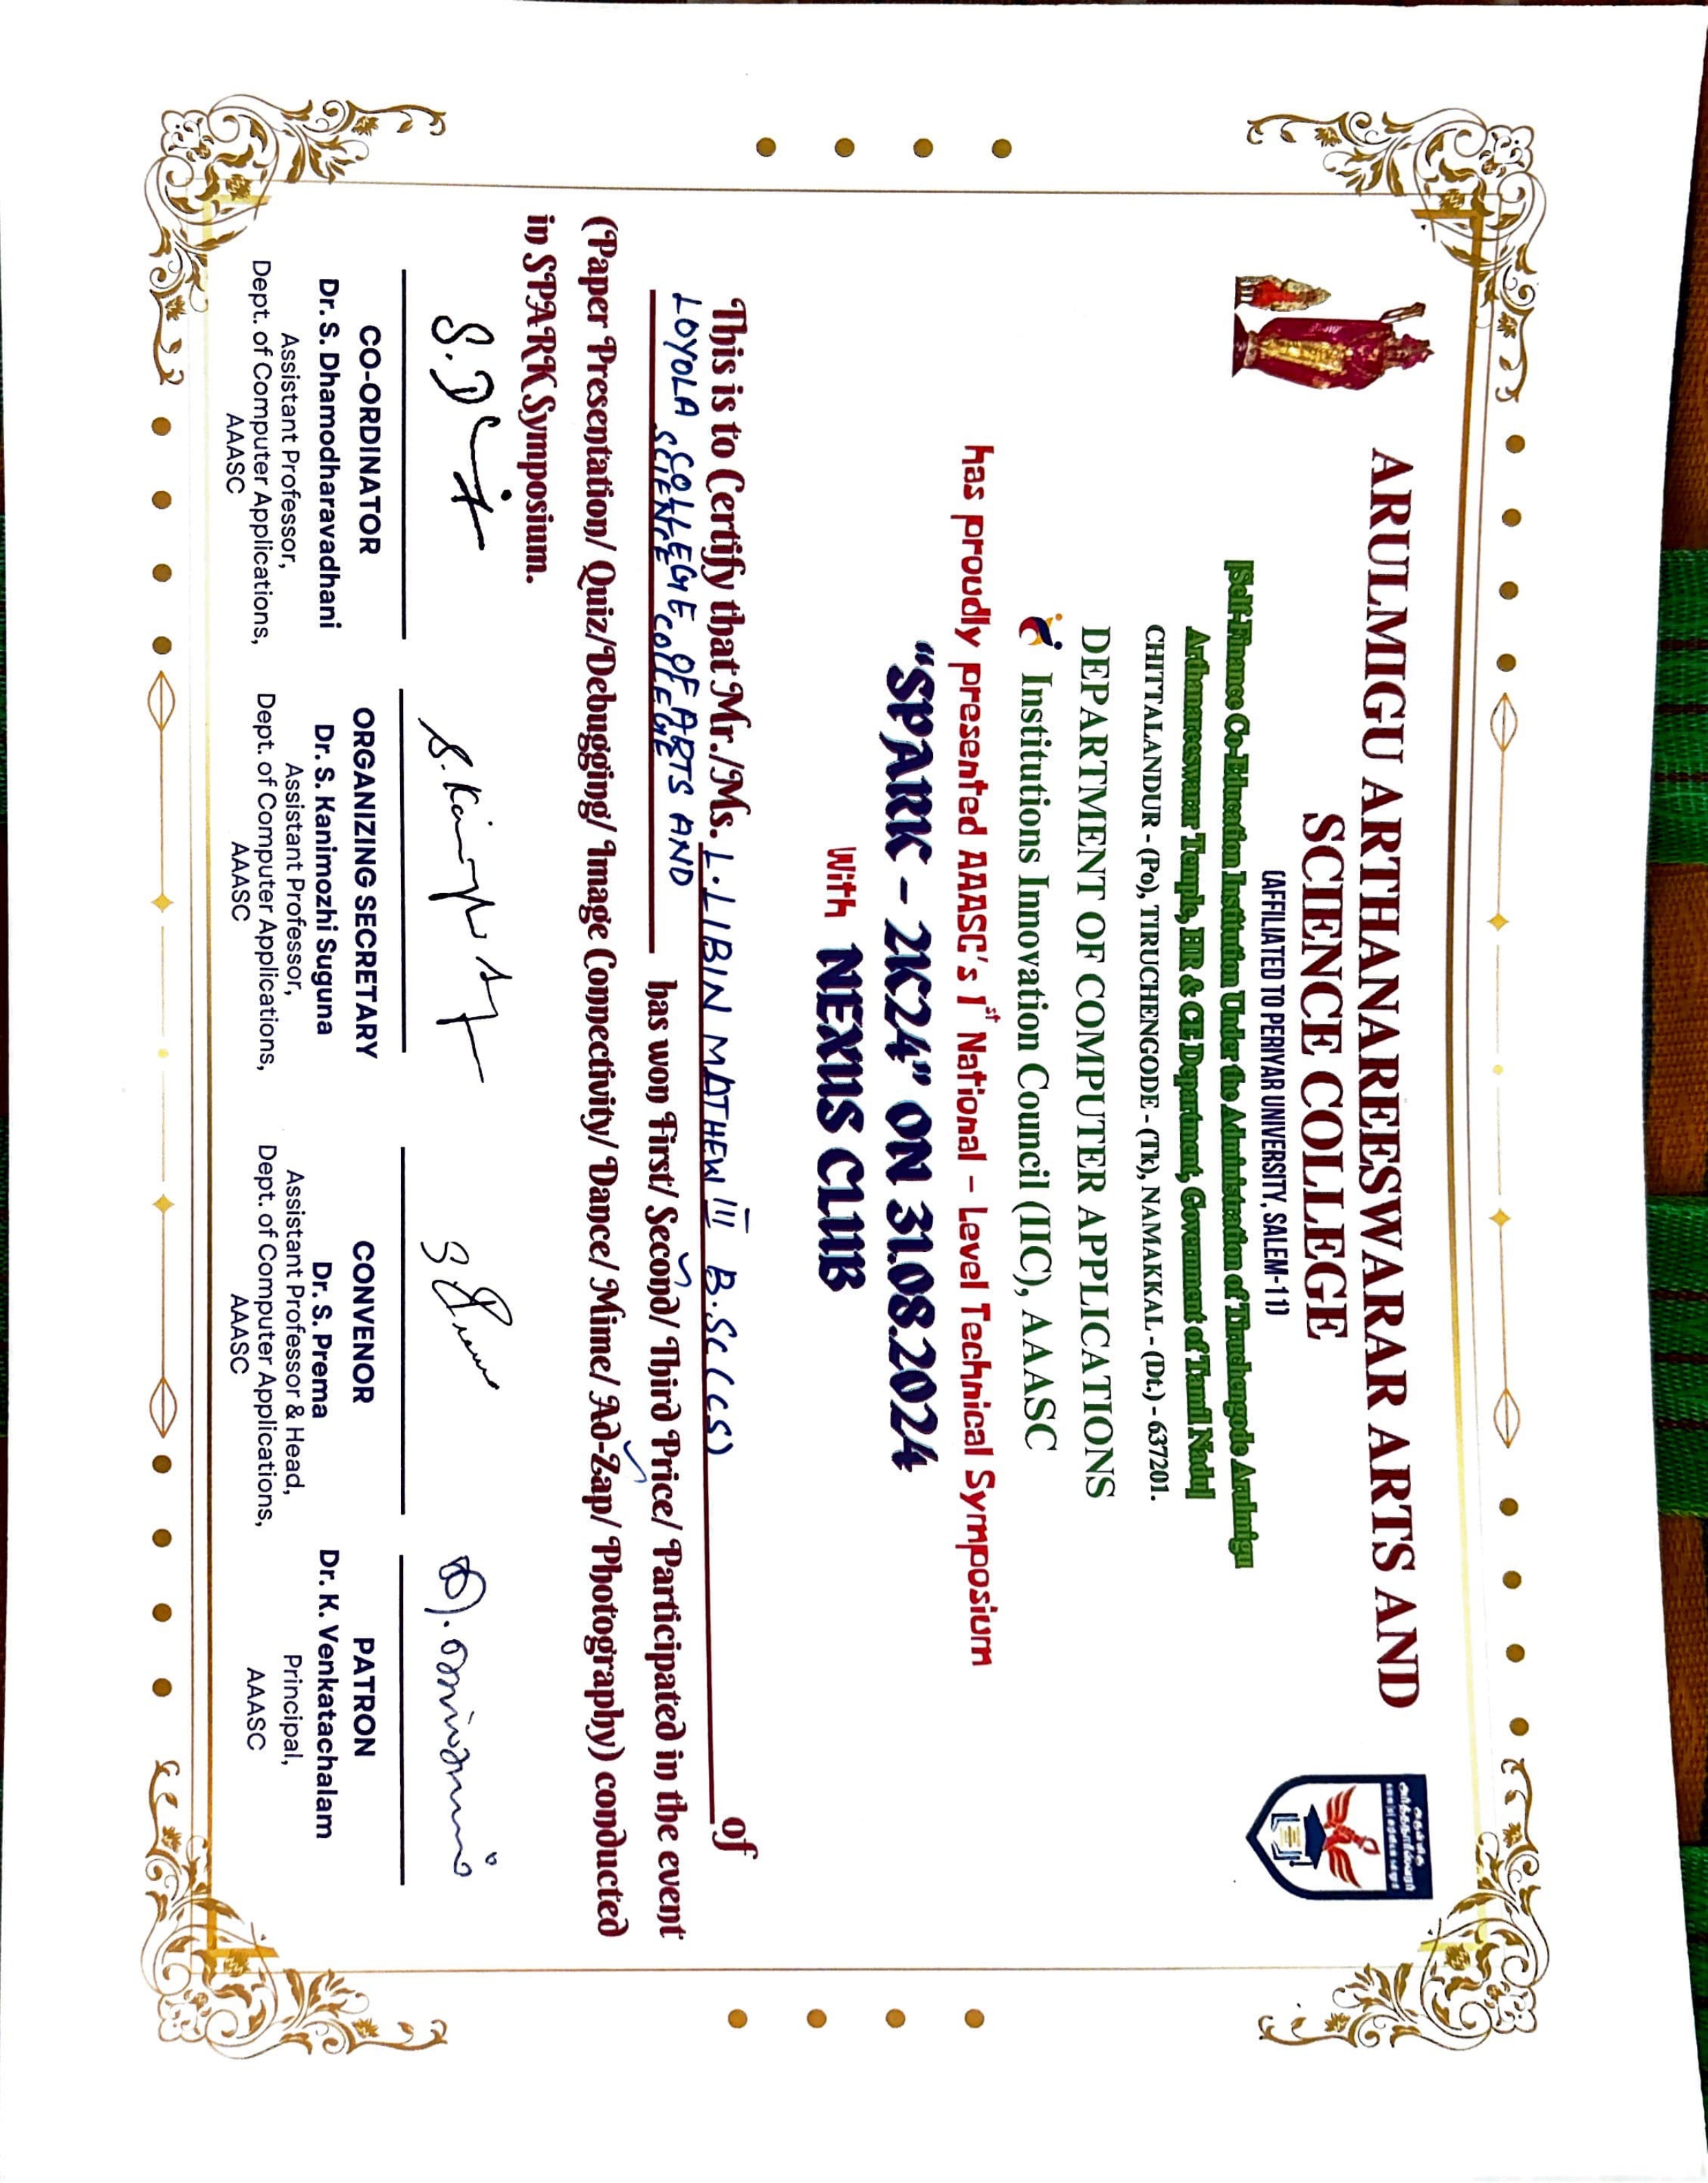 ARULMIGU ARTHANAREESWARAR ARTS AND
SCIENCE COLLEGE
(AFFILIATED TO PERIYAR UNIVERSITY, SALEM-11)
[Self-Finance Co-Education Institution Under the Administration of Tiruchengode Arulmigu
Arthanareeswarar Temple, HR & CE Department, Government of Tamil Nadu]
CHITTALANDUR - (Po), TIRUCHENGODE - (Tk), NAMAKKAL - (Dt.) - 637201.
DEPARTMENT OF COMPUTER APPLICATIONS
Institutions Innovation Council (IIC), AAASC
has proudly presented AAASC's 1st National - Level Technical Symposium
"SPARK - 2K24" ON 31.08.2024
With NEXUS CLUB
This is to Certify that Mr./Ms. L.LIBIN MATHEW III B.SC (CS) of
LOYOLA COLLEGE OF ARTS AND
SCIENCE COLLEGE has won First/ Second/ Third Price/ Participated in the event
(Paper Presentation/ Quiz/Debugging/ Image Connectivity/ Dance/ Mime/ Ad-Zap/ Photography) conducted
in SPARK Symposium.
CO-ORDINATOR
Dr. S. Dhamodharavadhani
Assistant Professor,
Dept. of Computer Applications,
AAASC
ORGANIZING SECRETARY
Dr. S. Kanimozhi Suguna
Assistant Professor,
Dept. of Computer Applications,
AAASC
CONVENOR
Dr. S. Prema
Assistant Professor & Head,
Dept. of Computer Applications,
AAASC
PATRON
Dr. K. Venkatachalam
Principal,
AAASC